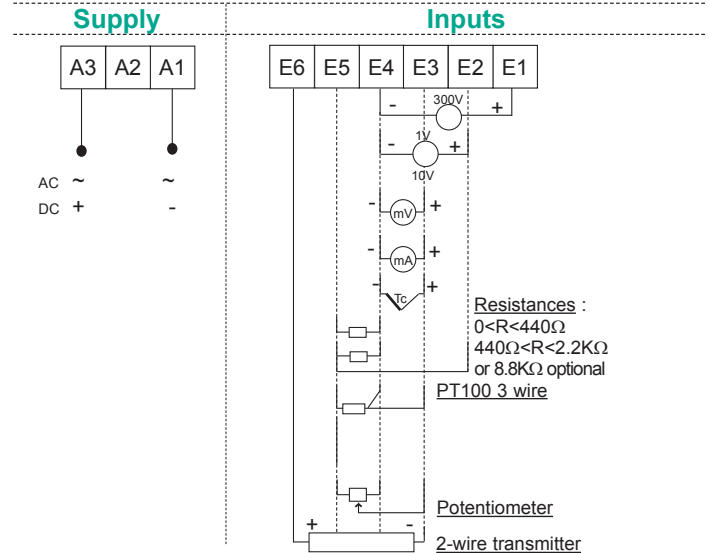 Supply
Inputs
A3 A2 A1
E6 E5 E4 E3 E2 E1
- 300V +
1V
- +
10V
AC ~ ~
DC + -
- mV +
- mA +
- Tc +
Resistances :
0<R<440Ω
440Ω<R<2.2KΩ
or 8.8KΩ optional
PT100 3 wire
Potentiometer
+ -
2-wire transmitter